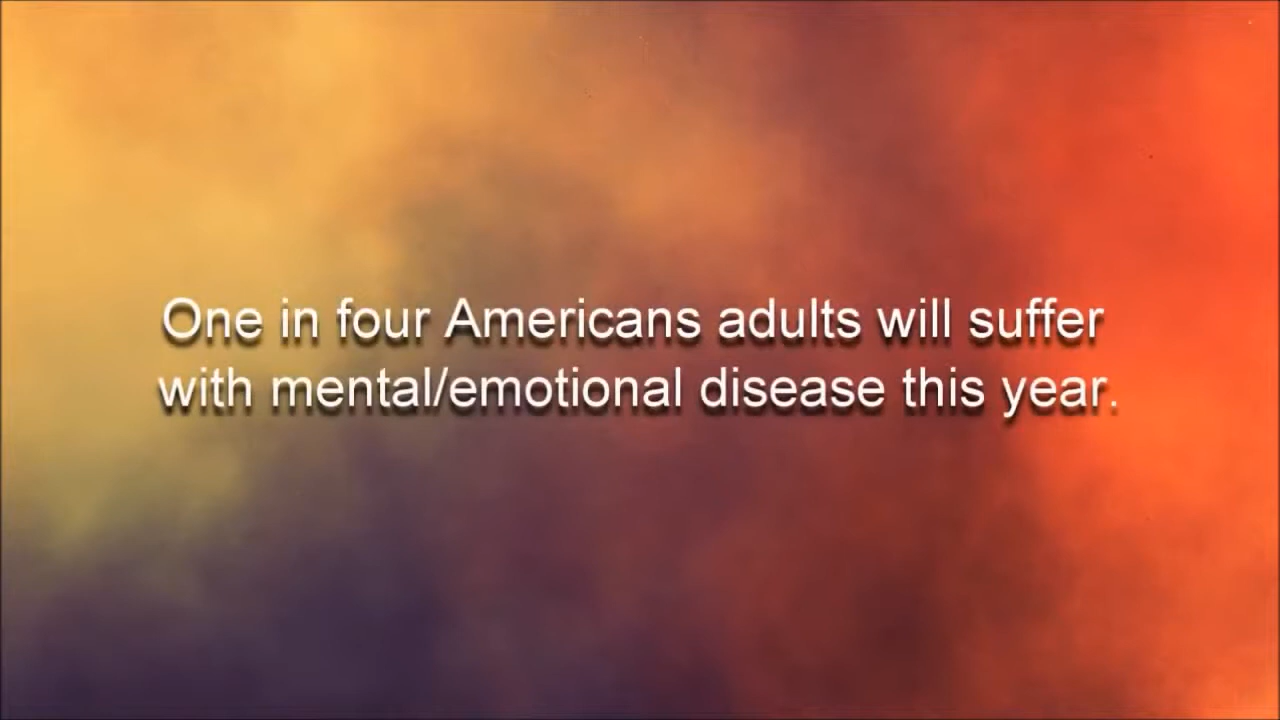 One in four Americans adults will suffer
with mental/emotional disease this year.